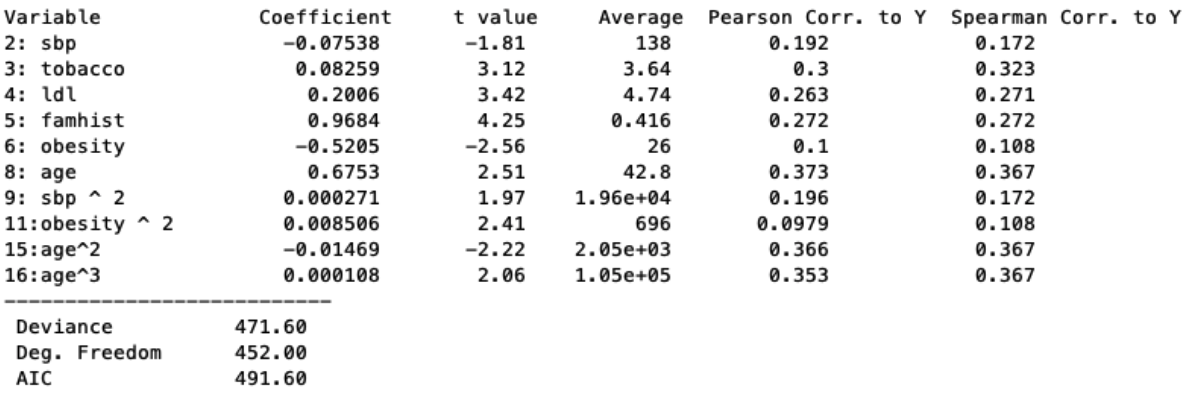 Variable Coefficient t value Average Pearson Corr. to Y Spearman Corr. to Y
2: sbp -0.07538 -1.81 138 0.192 0.172
3: tobacco 0.08259 3.12 3.64 0.3 0.323
4: ldl 0.2006 3.42 4.74 0.263 0.271
5: famhist 0.9684 4.25 0.416 0.272 0.272
6: obesity -0.5205 -2.56 26 0.1 0.108
8: age 0.6753 2.51 42.8 0.373 0.367
9: sbp ^ 2 0.000271 1.97 1.96e+04 0.196 0.172
11:obesity ^ 2 0.008506 2.41 696 0.0979 0.108
15:age^2 -0.01469 -2.22 2.05e+03 0.366 0.367
16:age^3 0.000108 2.06 1.05e+05 0.353 0.367
---------------------------
Deviance 471.60
Deg. Freedom 452.00
AIC 491.60